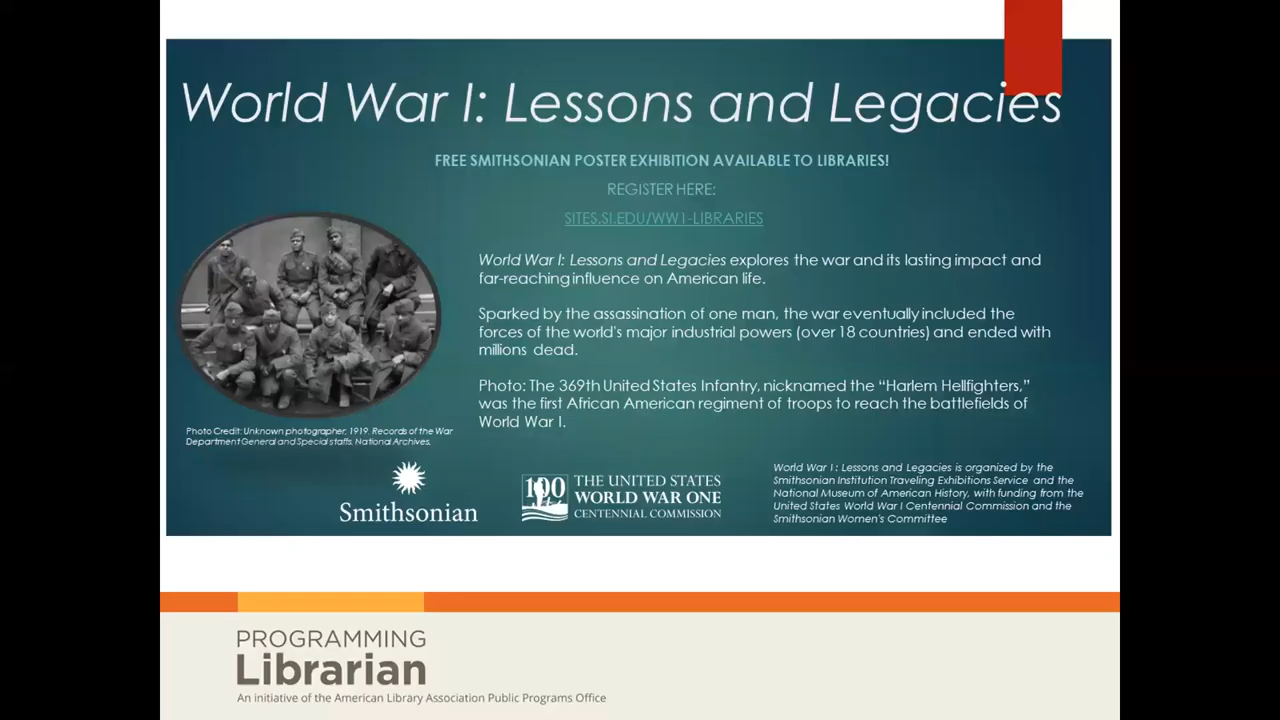 World War I: Lessons and Legacies
FREE SMITHSONIAN POSTER EXHIBITION AVAILABLE TO LIBRARIES!
REGISTER HERE:
SITES.SI.EDU/WW1-LIBRARIES
World War I: Lessons and Legacies explores the war and its lasting impact and
far-reaching influence on American life.
Sparked by the assassination of one man, the war eventually included the
forces of the world's major industrial powers (over 18 countries) and ended with
millions dead.
Photo: The 369th United States Infantry, nicknamed the “Harlem Hellfighters,”
was the first African American regiment of troops to reach the battlefields of
World War I.
Photo Credit: Unknown photographer, 1919. Records of the War
Department General and Special staffs. National Archives.
Smithsonian
100
THE UNITED STATES
WORLD WAR ONE
CENTENNIAL COMMISSION
World War I : Lessons and Legacies is organized by the
Smithsonian Institution Traveling Exhibitions Service and the
National Museum of American History, with funding from the
United States World War I Centennial Commission and the
Smithsonian Women's Committee
PROGRAMMING
Librarian
An initiative of the American Library Association Public Programs Office